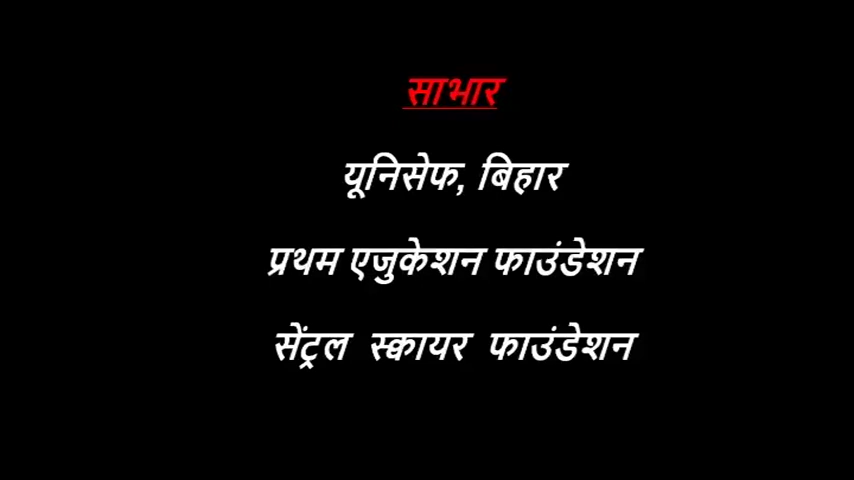 साभार
यूनिसेफ, बिहार
प्रथम एजुकेशन फाउंडेशन
सेंट्रल स्क्वायर फाउंडेशन